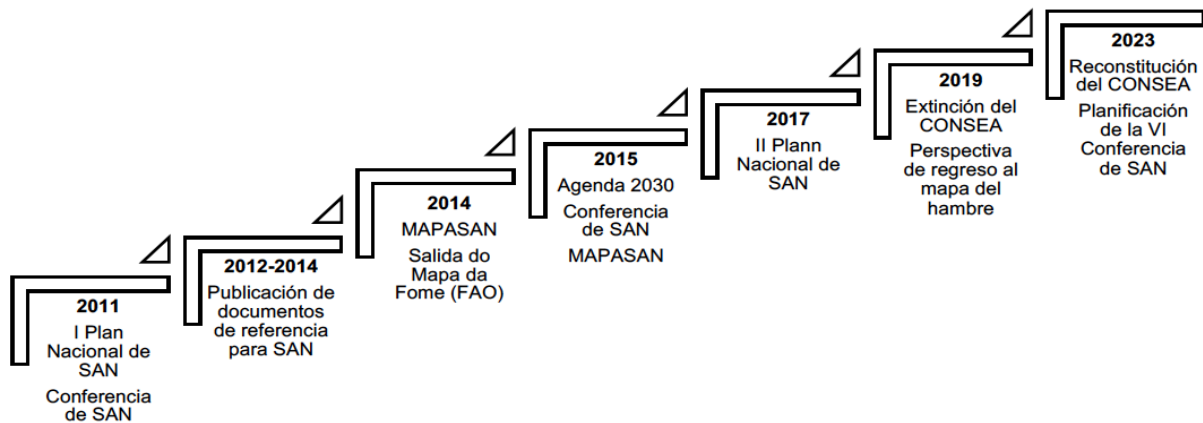 2011
I Plan
Nacional de
SAN
Conferencia
de SAN
2012-2014
Publicación de
documentos
de referencia
para SAN
2014
MAPASAN
Salida do
Mapa da
Fome (FAO)
2015
Agenda 2030
Conferencia
de SAN
MAPASAN
2017
II Plann
Nacional de
SAN
2019
Extinción del
CONSEA
Perspectiva
de regreso al
mapa del
hambre
2023
Reconstitución
del CONSEA
Planificación
de la VI
Conferencia
de SAN